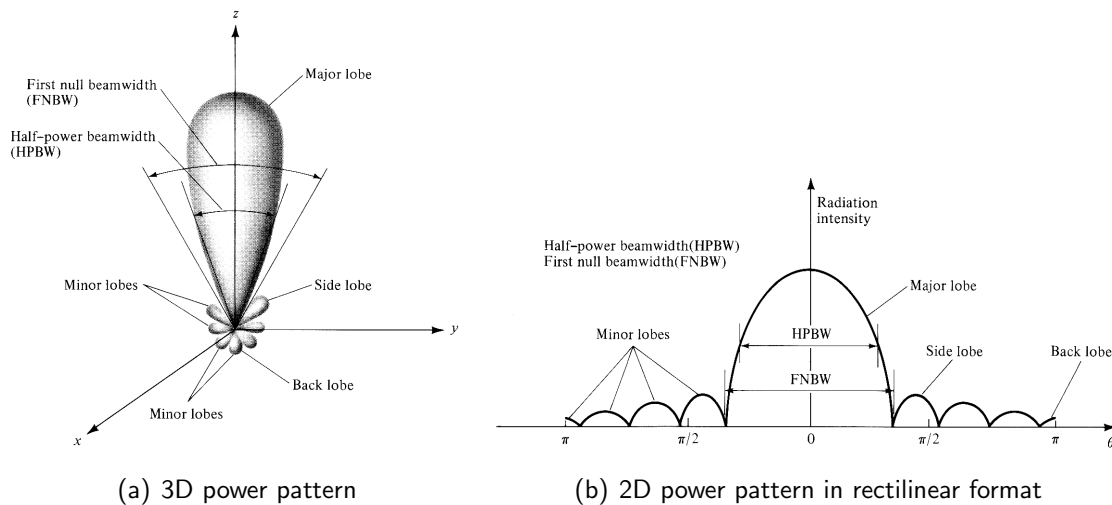 z
First null beamwidth
(FNBW)
Major lobe
Half–power beamwidth
(HPBW)
Minor lobes
Side lobe
y
Back lobe
Minor lobes
x
(a) 3D power pattern
Radiation
intensity
Half–power beamwidth(HPBW)
First null beamwidth(FNBW)
Major lobe
Minor lobes
HPBW
Side lobe
Back lobe
FNBW
π
π/2
0
π/2
π
θ
(b) 2D power pattern in rectilinear format